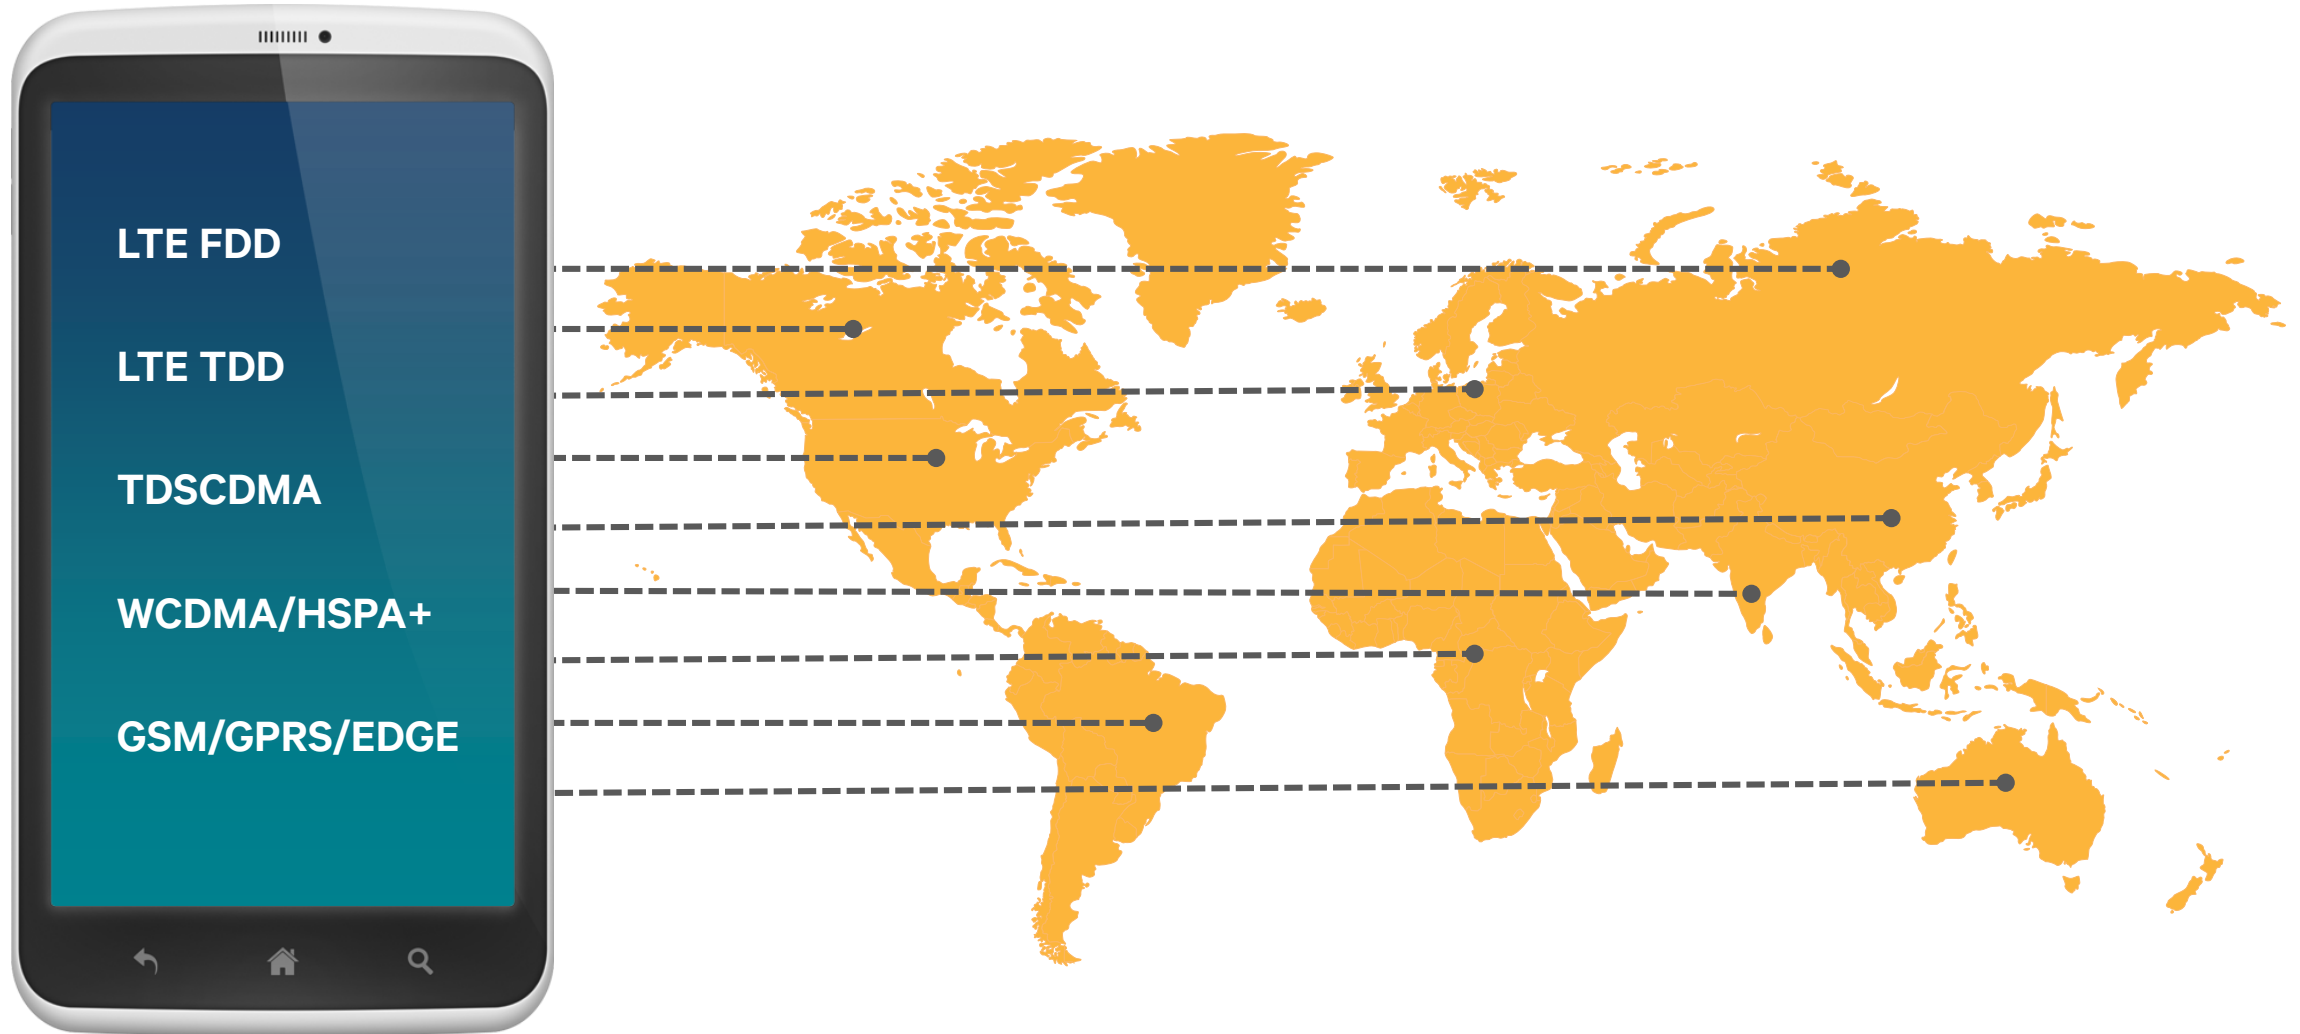 LTE FDD
LTE TDD
TDSCDMA
WCDMA/HSPA+
GSM/GPRS/EDGE